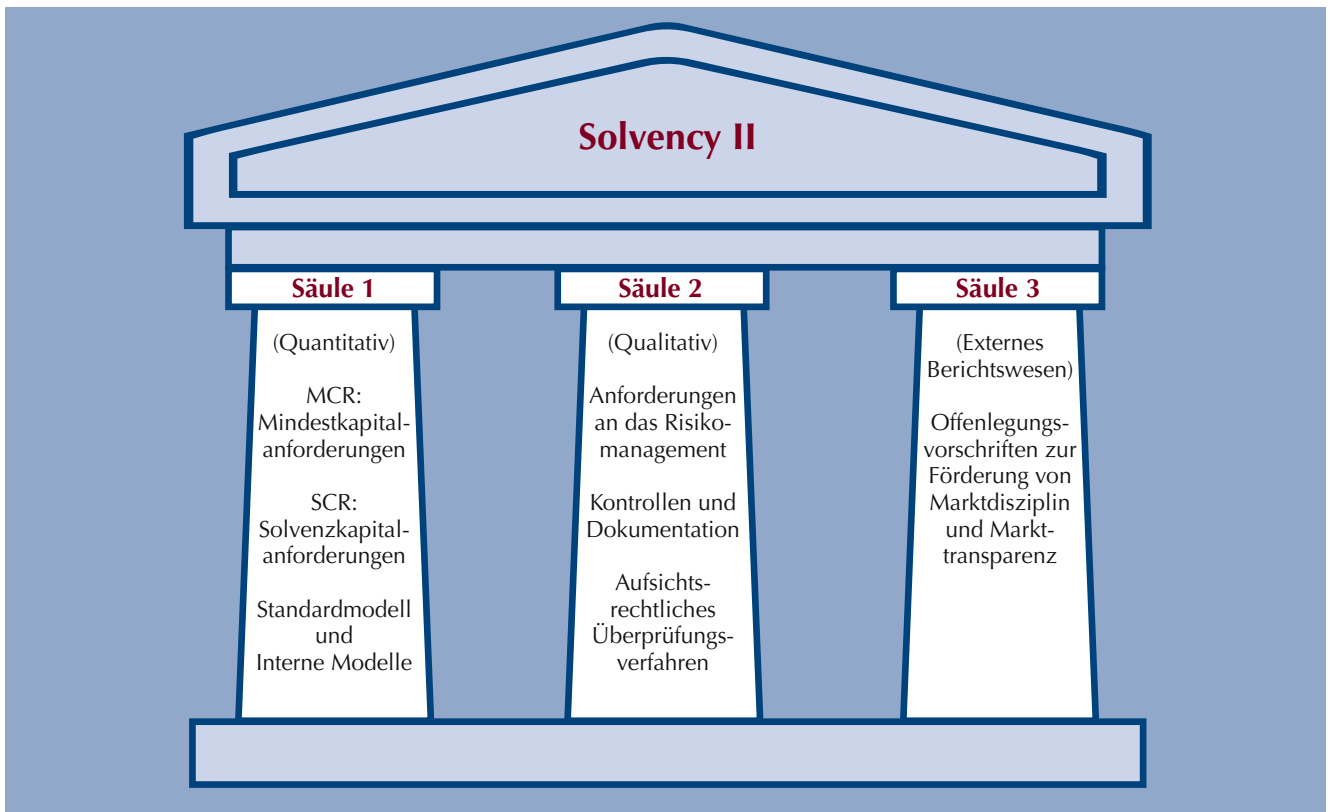 Solvency II
Säule 1
(Quantitativ)
MCR:
Mindestkapital-
anforderungen
SCR:
Solvenzkapital-
anforderungen
Standardmodell
und
Interne Modelle
Säule 2
(Qualitativ)
Anforderungen
an das Risiko-
management
Kontrollen und
Dokumentation
Aufsichts-
rechtliches
Überprüfungs-
verfahren
Säule 3
(Externes
Berichtswesen)
Offenlegungs-
vorschriften zur
Förderung von
Marktdisziplin
und Markt-
transparenz